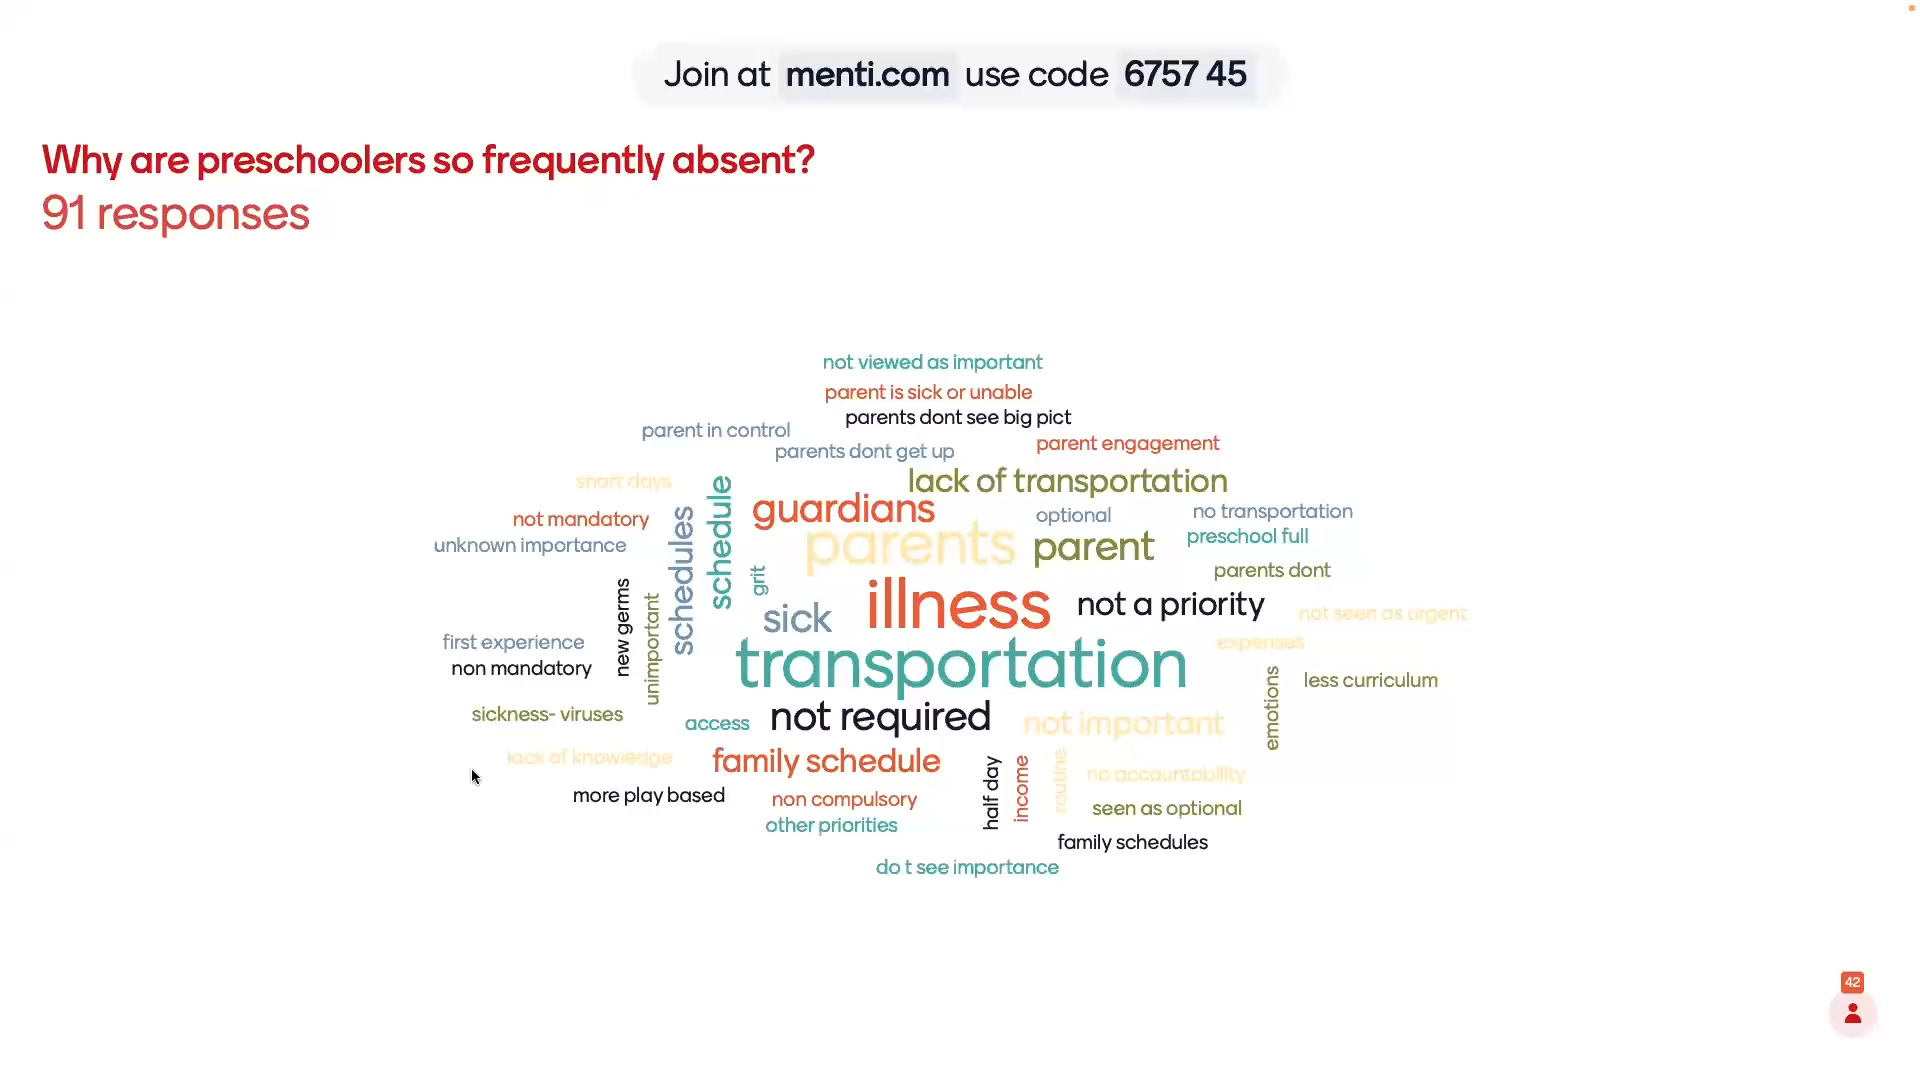 Join at menti.com use code 6757 45
Why are preschoolers so frequently absent?
91 responses
not viewed as important
parent is sick or unable
parents dont see big pict
parent in control
parents dont get up
parent engagement
short days
schedule
lack of transportation
guardians
not mandatory
schedules
optional
no transportation
unknown importance
parents
parent
preschool full
grit
parents dont
new germs
unimportant
sick
illness
not a priority
not seen as urgent
first experience
expenses
non mandatory
transportation
emotions
less curriculum
sickness- viruses
access
not required
not important
lack of knowledge
family schedule
half day
income
routine
no accountability
more play based
non compulsory
seen as optional
other priorities
family schedules
do t see importance
42